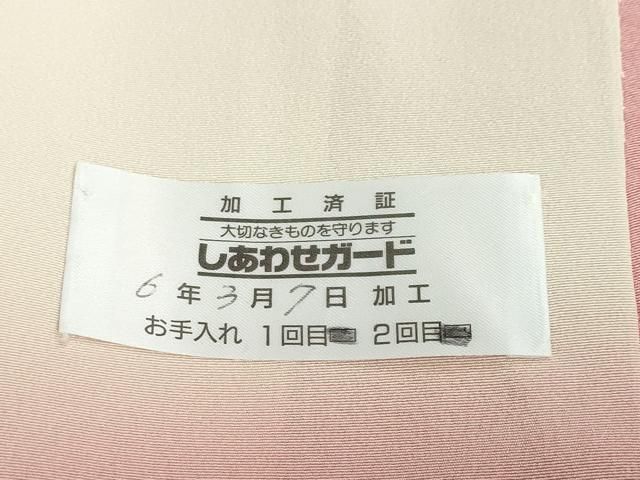 加工済証
大切なきものを守ります
しあわせガード
6年3月7日 加工
お手入れ 1回目 2回目